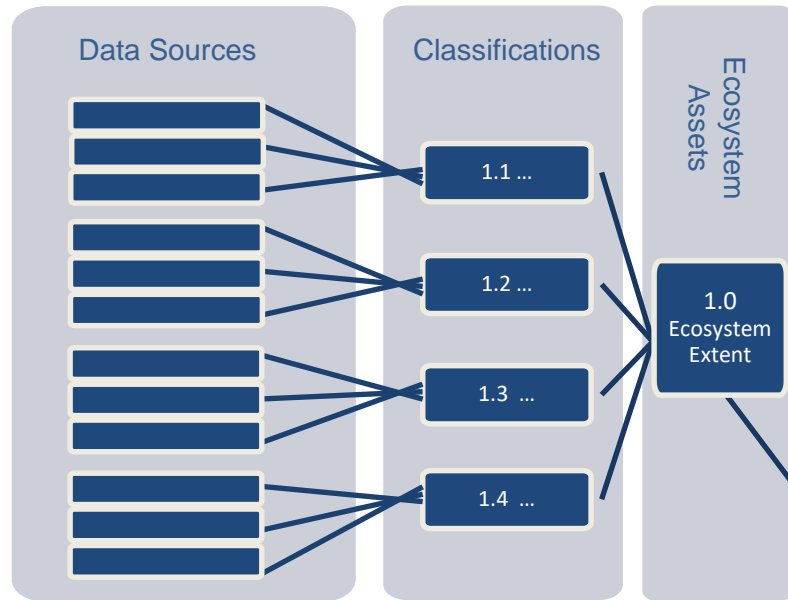 Data Sources
Classifications
Ecosystem
Assets
1.1 ...
1.2 ...
1.3 ...
1.4 ...
1.0
Ecosystem
Extent